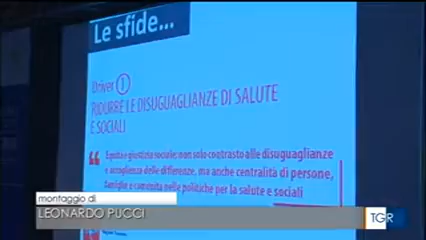 Le sfide...
Driver 1
RIDURRE LE DISUGUAGLIANZE DI SALUTE
E SOCIALI
Equità e giustizia sociale: non solo contrasto alle disuguaglianze
e accoglienza delle differenze, ma anche centralità di persone,
famiglie e comunità nelle politiche per la salute e sociali
montaggio di
LEONARDO PUCCI
TGR